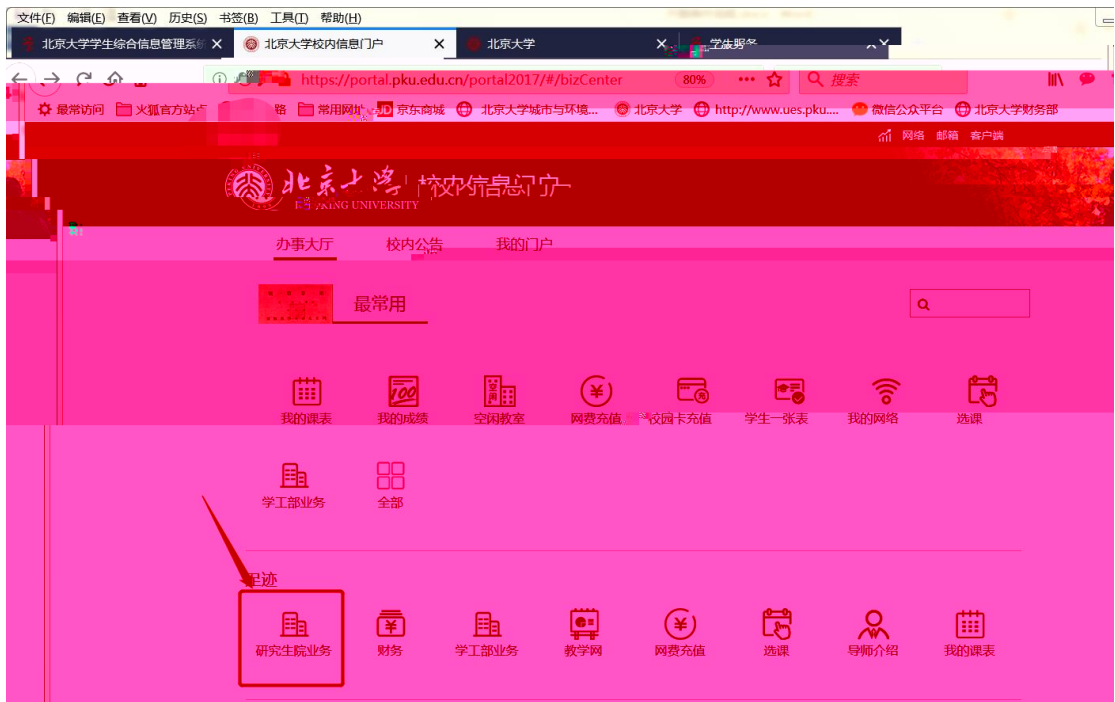 文件(F) 编辑(E) 查看(V) 历史(S) 书签(B) 工具(T) 帮助(H)
北京大学学生综合信息管理系统 北京大学校内信息门户 北京大学
https://portal.pku.edu.cn/portal2017/#/bizCenter 80% 搜索
最常访问 火狐官方站点 常用网址 京东商城 北京大学城市与环境... 北京大学 http://www.ues.pku.... 微信公众平台 北京大学财务部
网络 邮箱 客户端
北京大学 校内信息门户
PEKING UNIVERSITY
办事大厅 校内公告 我的门户
最常用
我的课表 我的成绩 空闲教室 网费充值 校园卡充值 学生一张表 我的网络 选课
学工部业务 全部
足迹
研究生院业务 财务 学工部业务 教学网 网费充值 选课 导师介绍 我的课表